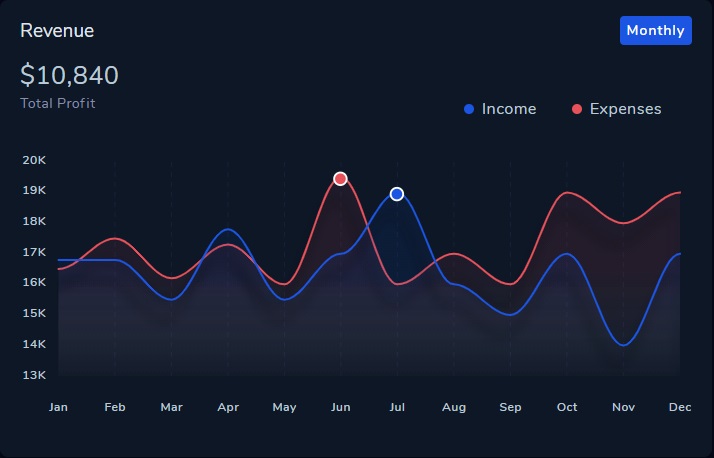 Revenue
Monthly
$10,840
Total Profit
Income
Expenses
20K
19K
18K
17K
16K
15K
14K
13K
Jan Feb Mar Apr May Jun Jul Aug Sep Oct Nov Dec